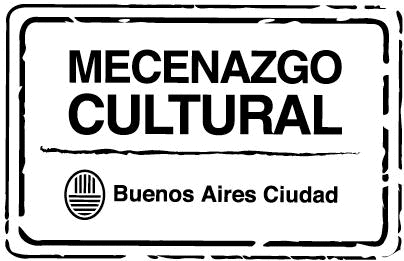 MECENAZGO
CULTURAL
Buenos Aires Ciudad